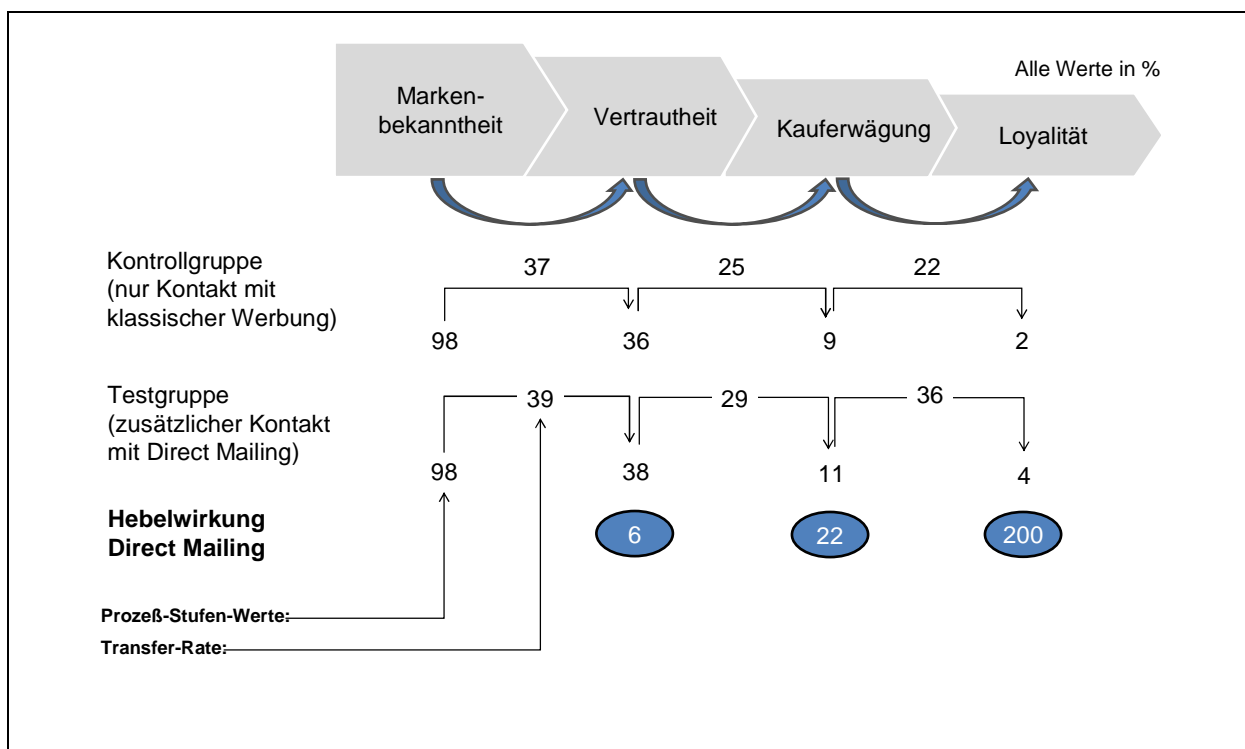 Alle Werte in %
Marken-
bekanntheit
Vertrautheit
Kauferwägung
Loyalität
Kontrollgruppe
(nur Kontakt mit
klassischer Werbung)
37 25 22
98 36 9 2
Testgruppe
(zusätzlicher Kontakt
mit Direct Mailing)
39 29 36
98 38 11 4
Hebelwirkung
Direct Mailing
6 22 200
Prozeß-Stufen-Werte:
Transfer-Rate: